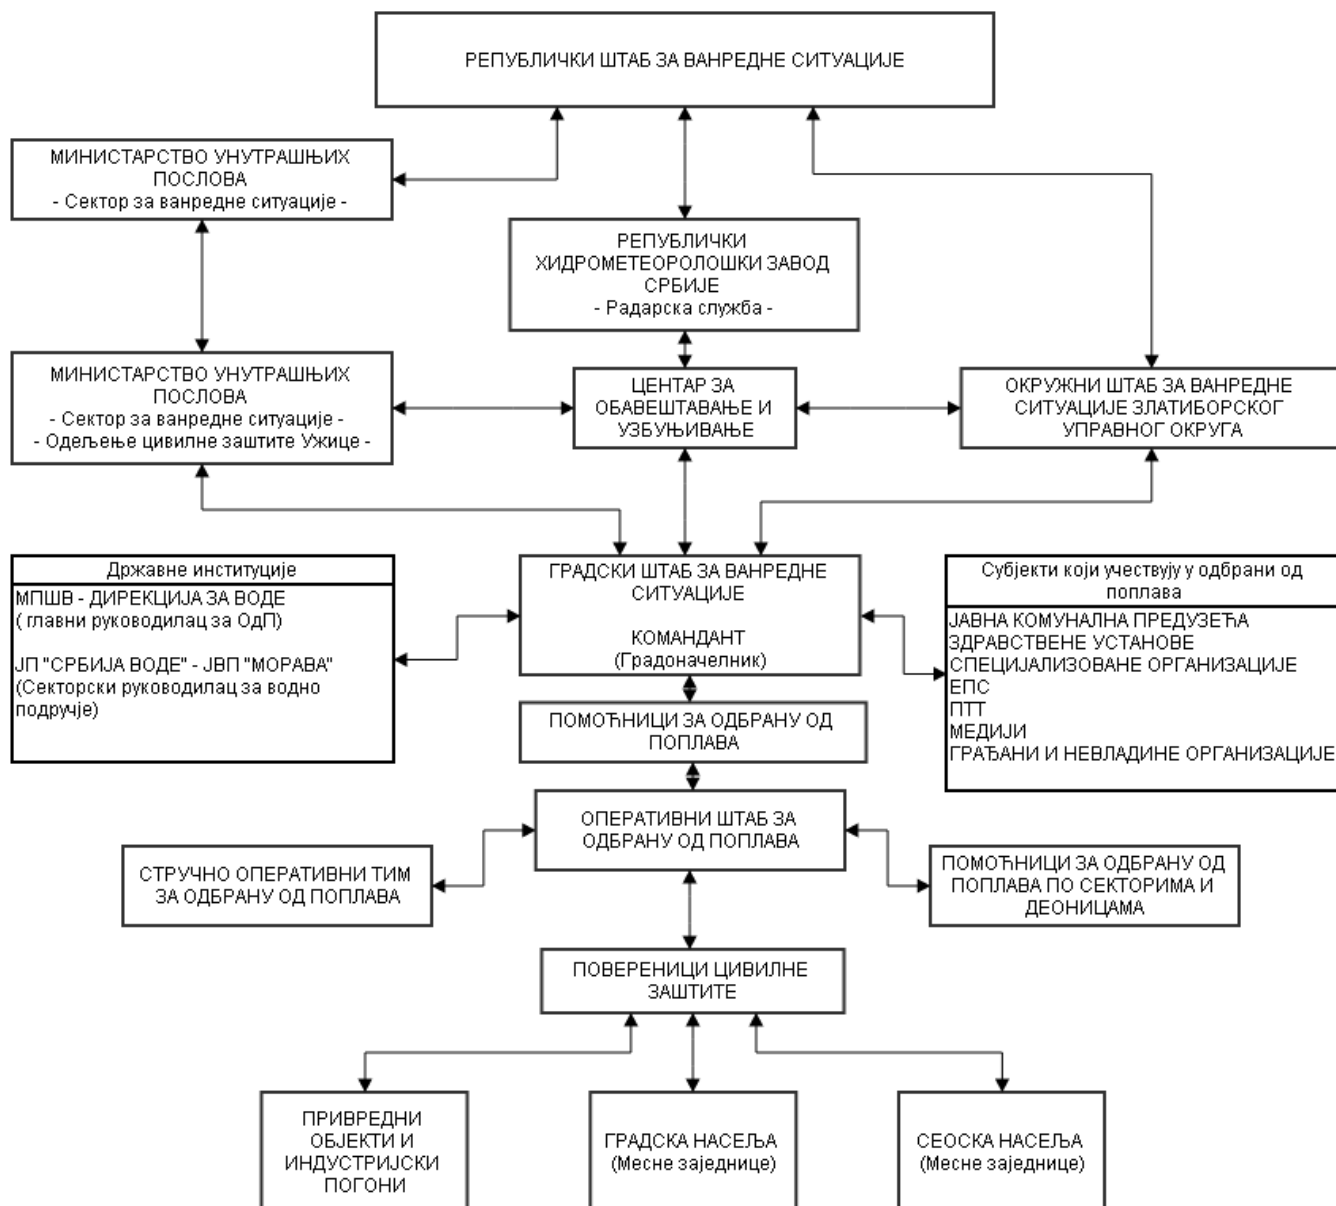 РЕПУБЛИЧКИ ШТАБ ЗА ВАНРЕДНЕ СИТУАЦИЈЕ
МИНИСТАРСТВО УНУТРАШЊИХ
ПОСЛОВА
- Сектор за ванредне ситуације -
РЕПУБЛИЧКИ
ХИДРОМЕТЕОРОЛОШКИ ЗАВОД
СРБИЈЕ
- Радарска служба -
МИНИСТАРСТВО УНУТРАШЊИХ
ПОСЛОВА
- Сектор за ванредне ситуације -
- Одељење цивилне заштите Ужице -
ЦЕНТАР ЗА
ОБАВЕШТАВАЊЕ И
УЗБУЊИВАЊЕ
ОКРУЖНИ ШТАБ ЗА ВАНРЕДНЕ
СИТУАЦИЈЕ ЗЛАТИБОРСКОГ
УПРАВНОГ ОКРУГА
Државне институције
МПШВ - ДИРЕКЦИЈА ЗА ВОДЕ
( главни руководилац за ОдП)
ЈП "СРБИЈА ВОДЕ" - ЈВП "МОРАВА"
(Секторски руководилац за водно
подручје)
ГРАДСКИ ШТАБ ЗА ВАНРЕДНЕ
СИТУАЦИЈЕ
КОМАНДАНТ
(Градоначелник)
Субјекти који учествују у одбрани од
поплава
ЈАВНА КОМУНАЛНА ПРЕДУЗЕЋА
ЗДРАВСТВЕНЕ УСТАНОВЕ
СПЕЦИЈАЛИЗОВАНЕ ОРГАНИЗАЦИЈЕ
ЕПС
ПТТ
МЕДИЈИ
ГРАЂАНИ И НЕВЛАДИНЕ ОРГАНИЗАЦИЈЕ
ПОМОЋНИЦИ ЗА ОДБРАНУ ОД
ПОПЛАВА
ОПЕРАТИВНИ ШТАБ ЗА
ОДБРАНУ ОД ПОПЛАВА
СТРУЧНО ОПЕРАТИВНИ ТИМ
ЗА ОДБРАНУ ОД ПОПЛАВА
ПОМОЋНИЦИ ЗА ОДБРАНУ ОД
ПОПЛАВА ПО СЕКТОРИМА И
ДЕОНИЦАМА
ПОВЕРЕНИЦИ ЦИВИЛНЕ
ЗАШТИТЕ
ПРИВРЕДНИ
ОБЈЕКТИ И
ИНДУСТРИЈСКИ
ПОГОНИ
ГРАДСКА НАСЕЉА
(Месне заједнице)
СЕОСКА НАСЕЉА
(Месне заједнице)